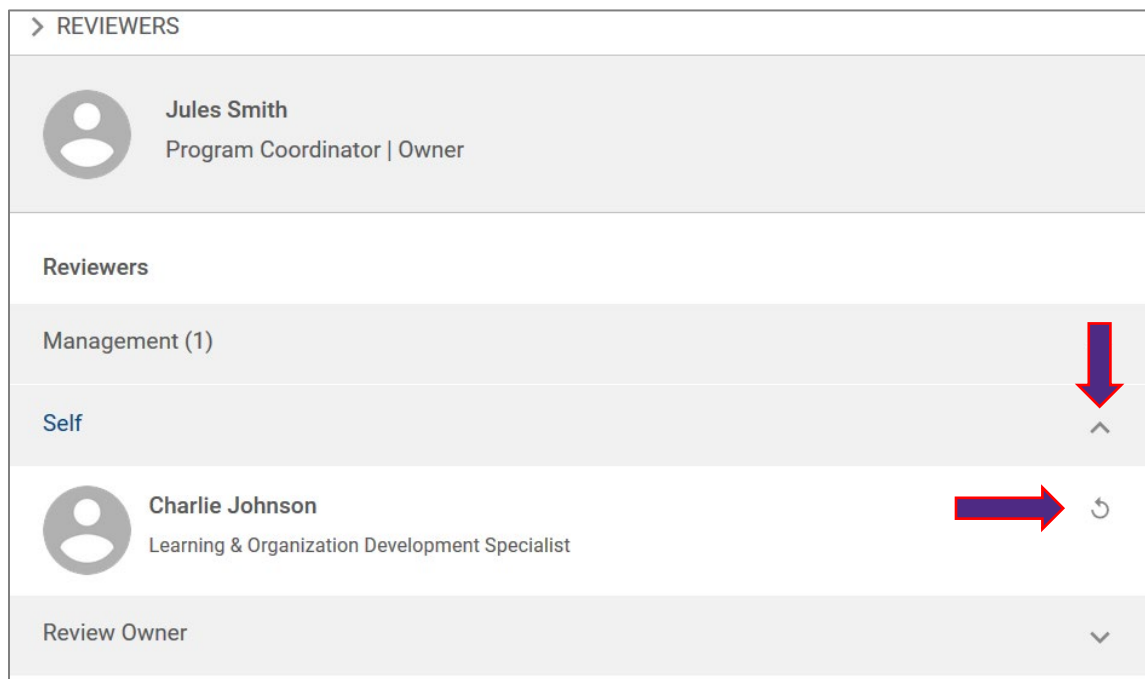 REVIEWERS
Jules Smith
Program Coordinator | Owner
Reviewers
Management (1)
Self
Charlie Johnson
Learning & Organization Development Specialist
Review Owner